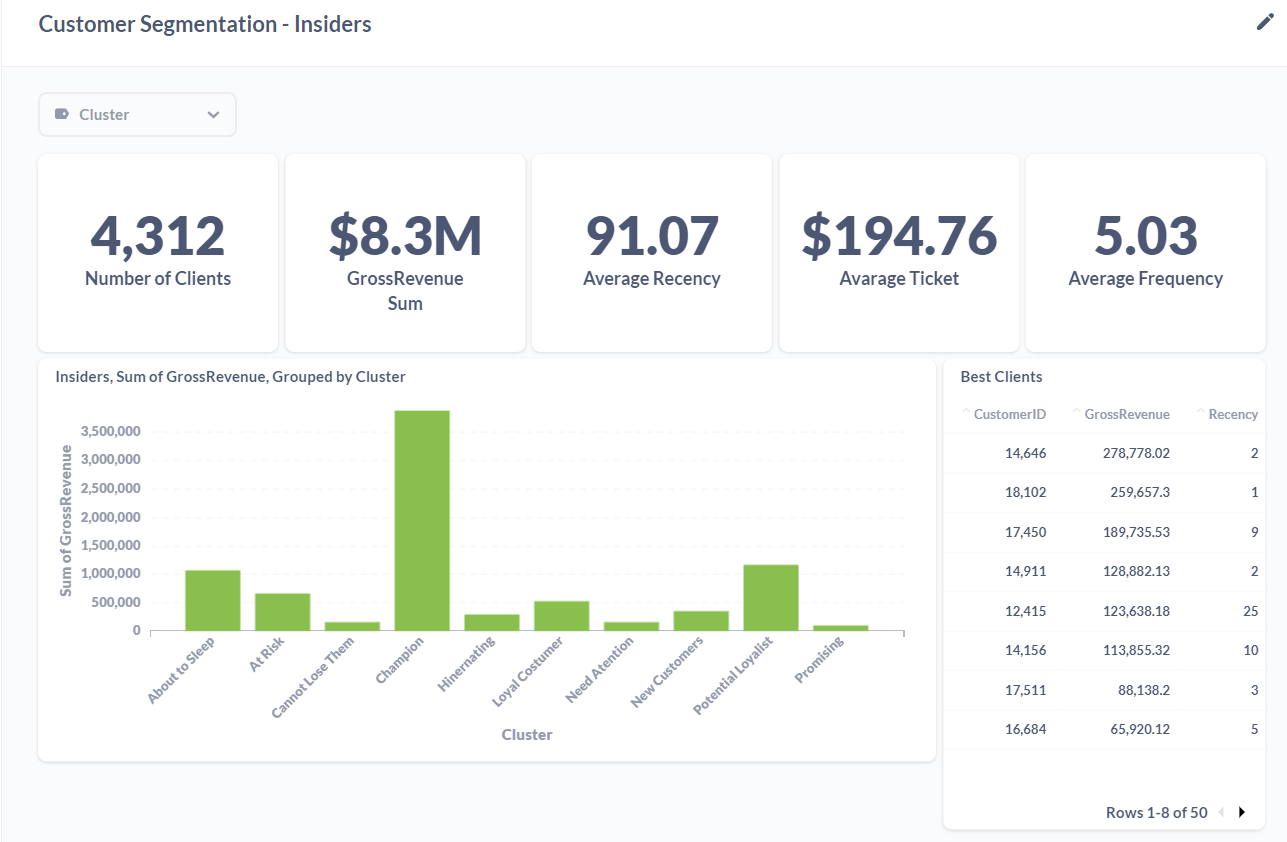 Customer Segmentation - Insiders
Cluster
4,312
Number of Clients
$8.3M
GrossRevenue
Sum
91.07
Average Recency
$194.76
Avarage Ticket
5.03
Average Frequency
Insiders, Sum of GrossRevenue, Grouped by Cluster
Sum of GrossRevenue
3,500,000
3,000,000
2,500,000
2,000,000
1,500,000
1,000,000
500,000
0
About to Sleep
At Risk
Cannot Lose Them
Champion
Hinernating
Loyal Costumer
Need Atention
New Customers
Potential Loyalist
Promising
Cluster
Best Clients
CustomerID GrossRevenue Recency
14,646 278,778.02 2
18,102 259,657.3 1
17,450 189,735.53 9
14,911 128,882.13 2
12,415 123,638.18 25
14,156 113,855.32 10
17,511 88,138.2 3
16,684 65,920.12 5
Rows 1-8 of 50